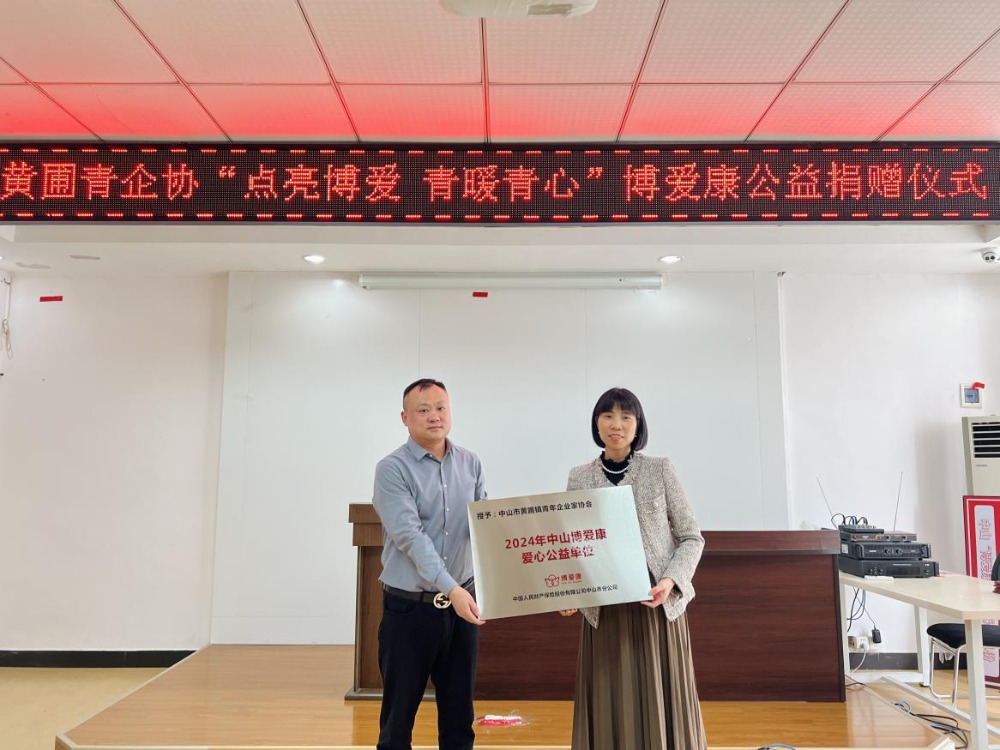 黄圃青企协“点亮博爱 青暖青心”博爱康公益捐赠仪式
授予：中山市黄圃镇青年企业家协会
2024年中山博爱康
爱心公益单位
博爱康
中国人民财产保险股份有限公司中山市分公司